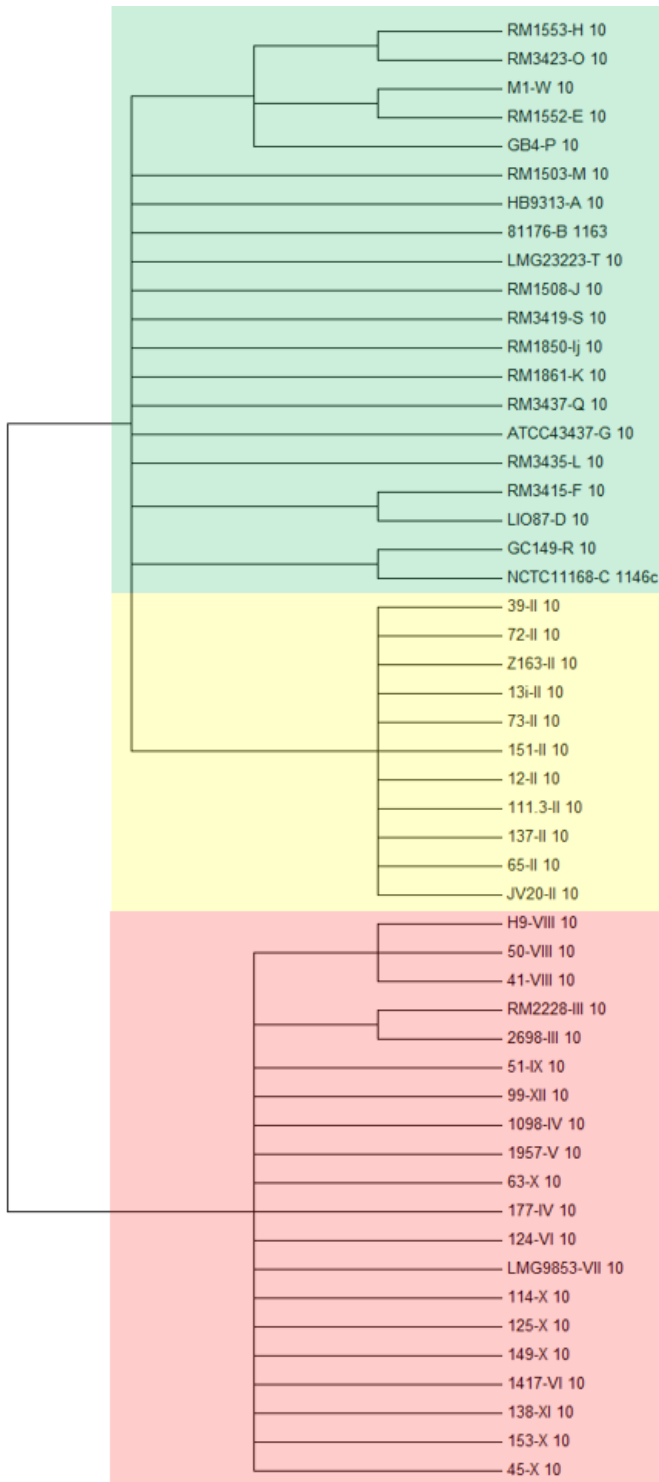 RM1553-H 10
RM3423-O 10
M1-W 10
RM1552-E 10
GB4-P 10
RM1503-M 10
HB9313-A 10
81176-B 1163
LMG23223-T 10
RM1508-J 10
RM3419-S 10
RM1850-Ij 10
RM1861-K 10
RM3437-Q 10
ATCC43437-G 10
RM3435-L 10
RM3415-F 10
LIO87-D 10
GC149-R 10
NCTC11168-C 1146c
39-II 10
72-II 10
Z163-II 10
13i-II 10
73-II 10
151-II 10
12-II 10
111.3-II 10
137-II 10
65-II 10
JV20-II 10
H9-VIII 10
50-VIII 10
41-VIII 10
RM2228-III 10
2698-III 10
51-IX 10
99-XII 10
1098-IV 10
1957-V 10
63-X 10
177-IV 10
124-VI 10
LMG9853-VII 10
114-X 10
125-X 10
149-X 10
1417-VI 10
138-XI 10
153-X 10
45-X 10